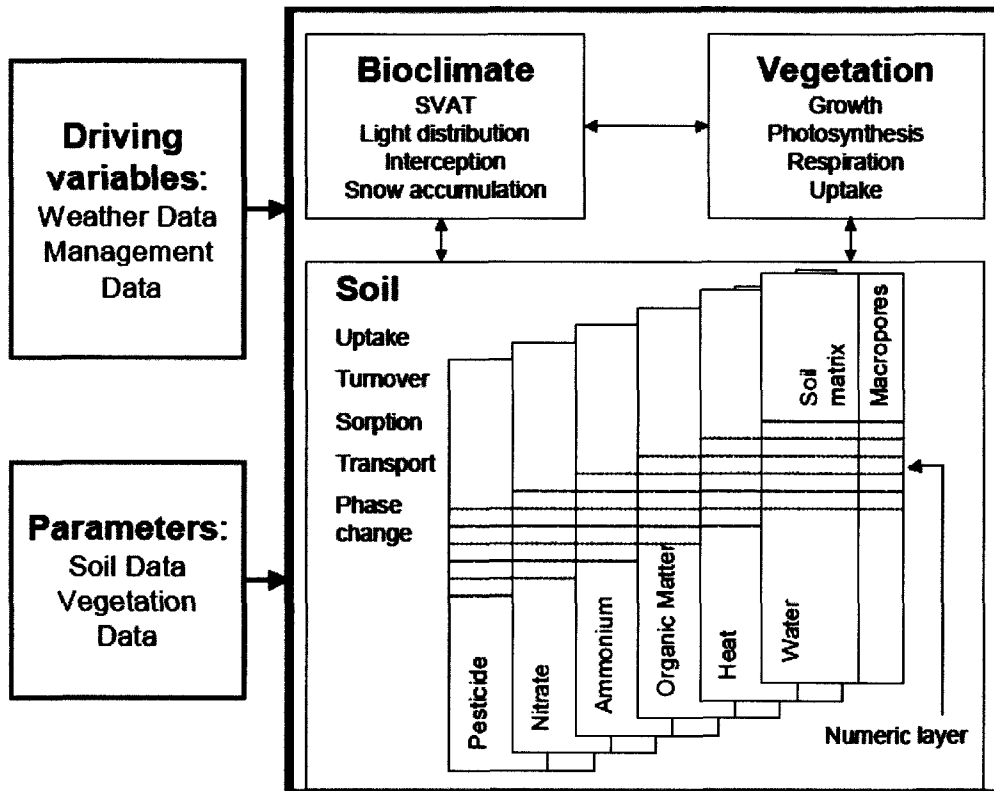 Driving
variables:
Weather Data
Management
Data
Parameters:
Soil Data
Vegetation
Data
Bioclimate
SVAT
Light distribution
Interception
Snow accumulation
Vegetation
Growth
Photosynthesis
Respiration
Uptake
Soil
Uptake
Turnover
Sorption
Transport
Phase
change
Pesticide
Nitrate
Ammonium
Organic Matter
Heat
Water
Soil
matrix
Macropores
Numeric layer